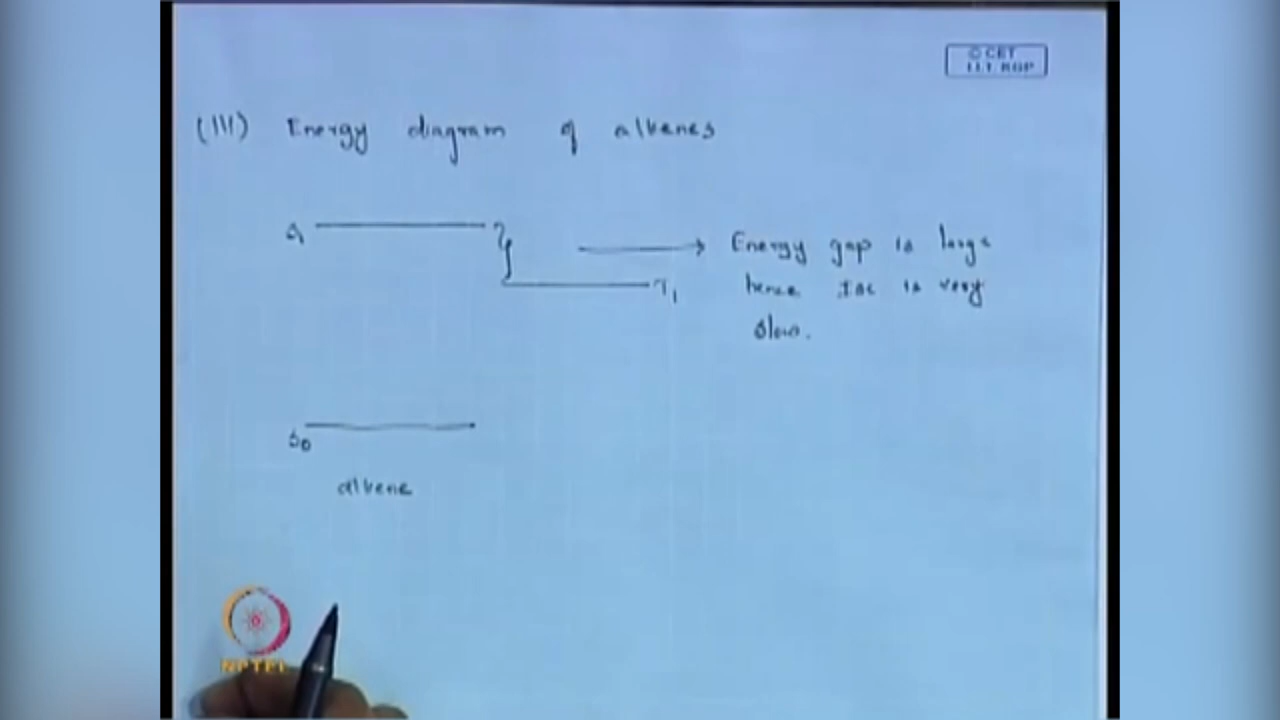 © CET
I.I.T. KGP
(III) Energy diagram of alkenes
S1
T1
Energy gap is large
hence ISC is very
slow.
S0
alkene
NPTEL